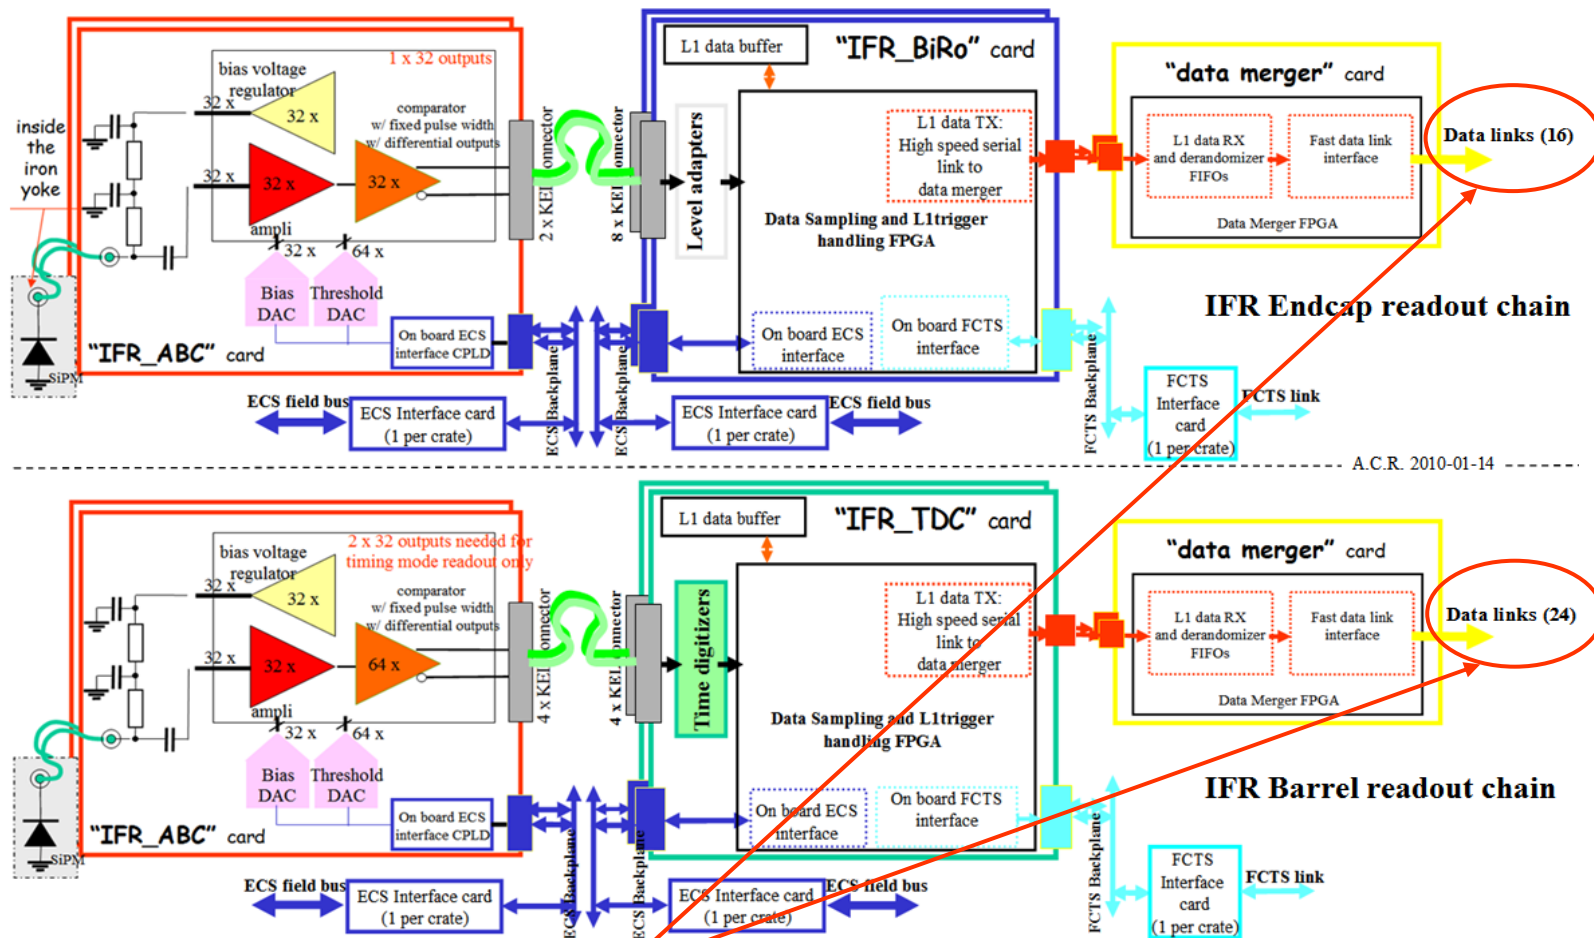 L1 data buffer
"IFR_BiRo" card
1 x 32 outputs
bias voltage
regulator
32 x
32 x
comparator
w/ fixed pulse width
w/ differential outputs
inside
the
iron
yoke
32 x
32 x
32 x
ampli
32 x
64 x
Bias
DAC
Threshold
DAC
On board ECS
interface CPLD
"IFR_ABC" card
SiPM
2 x KEL connector
8 x KEL connector
Level adapters
L1 data TX:
High speed serial
link to
data merger
Data Sampling and L1trigger
handling FPGA
On board ECS
interface
On board FCTS
interface
"data merger" card
L1 data RX
and derandomizer
FIFOs
Fast data link
interface
Data Merger FPGA
Data links (16)
IFR Endcap readout chain
ECS Backplane
ECS Backplane
FCTS Backplane
ECS field bus
ECS Interface card
(1 per crate)
ECS Interface card
(1 per crate)
ECS field bus
FCTS
Interface
card
(1 per crate)
FCTS link
A.C.R. 2010-01-14
L1 data buffer
"IFR_TDC" card
2 x 32 outputs needed for
timing mode readout only
bias voltage
regulator
32 x
32 x
comparator
w/ fixed pulse width
w/ differential outputs
32 x
32 x
64 x
ampli
32 x
64 x
Bias
DAC
Threshold
DAC
On board ECS
interface CPLD
"IFR_ABC" card
SiPM
4 x KEL connector
4 x KEL connector
Time digitizers
L1 data TX:
High speed serial
link to
data merger
Data Sampling and L1trigger
handling FPGA
On board ECS
interface
On board FCTS
interface
"data merger" card
L1 data RX
and derandomizer
FIFOs
Fast data link
interface
Data Merger FPGA
Data links (24)
IFR Barrel readout chain
ECS Backplane
ECS Backplane
FCTS Backplane
ECS field bus
ECS Interface card
(1 per crate)
ECS Interface card
(1 per crate)
ECS field bus
FCTS
Interface
card
(1 per crate)
FCTS link